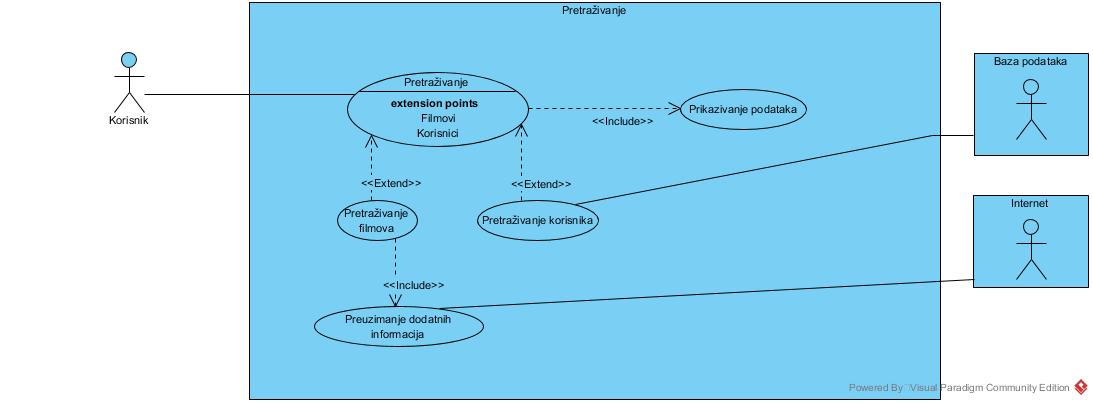 Pretraživanje
Korisnik
Pretraživanje
extension points
Filmovi
Korisnici
<<Include>>
Prikazivanje podataka
Baza podataka
<<Extend>>
<<Extend>>
Pretraživanje
filmova
Pretraživanje korisnika
Internet
<<Include>>
Preuzimanje dodatnih
informacija
Powered By Visual Paradigm Community Edition